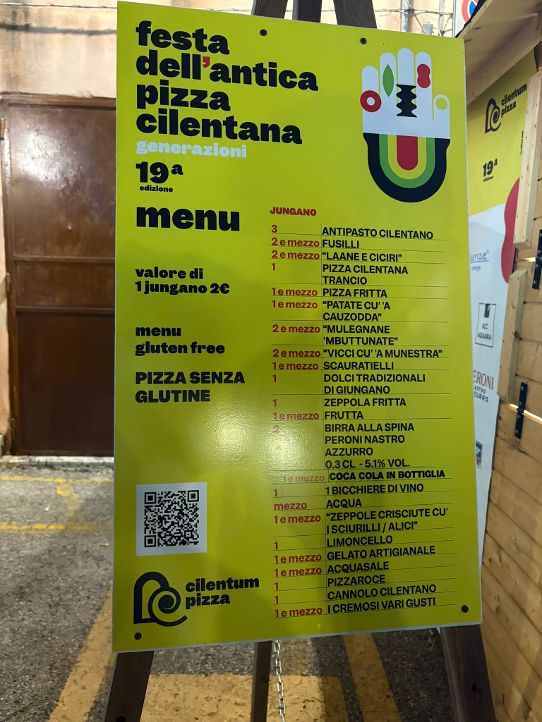 festa
dell'antica
pizza
cilentana
generazioni
19ª
edizione
menu
valore di
1 jungano 2€
menu
gluten free
PIZZA SENZA
GLUTINE
cilentum
pizza
JUNGANO
3 ANTIPASTO CILENTANO
2 e mezzo FUSILLI
2 e mezzo "LAANE E CICIRI"
1 PIZZA CILENTANA
TRANCIO
1 e mezzo PIZZA FRITTA
1 e mezzo "PATATE CU' 'A
CAUZODDA"
2 e mezzo "MULEGNANE
'MBUTTUNATE"
2 e mezzo "VICCI CU' 'A MUNESTRA"
1 e mezzo SCAURATIELLI
1 DOLCI TRADIZIONALI
DI GIUNGANO
1 ZEPPOLA FRITTA
1 e mezzo FRUTTA
2 BIRRA ALLA SPINA
PERONI NASTRO
AZZURRO
0.3 CL - 5.1% VOL.
1 e mezzo COCA COLA IN BOTTIGLIA
1 1 BICCHIERE DI VINO
mezzo ACQUA
1 e mezzo "ZEPPOLE CRISCIUTE CU'
I SCIURILLI / ALICI"
1 LIMONCELLO
1 e mezzo GELATO ARTIGIANALE
1 e mezzo ACQUASALE
1 PIZZAROCE
1 CANNOLO CILENTANO
1 e mezzo I CREMOSI VARI GUSTI
cilentum
pizza
19ª
edizione
BCC
AQUARA